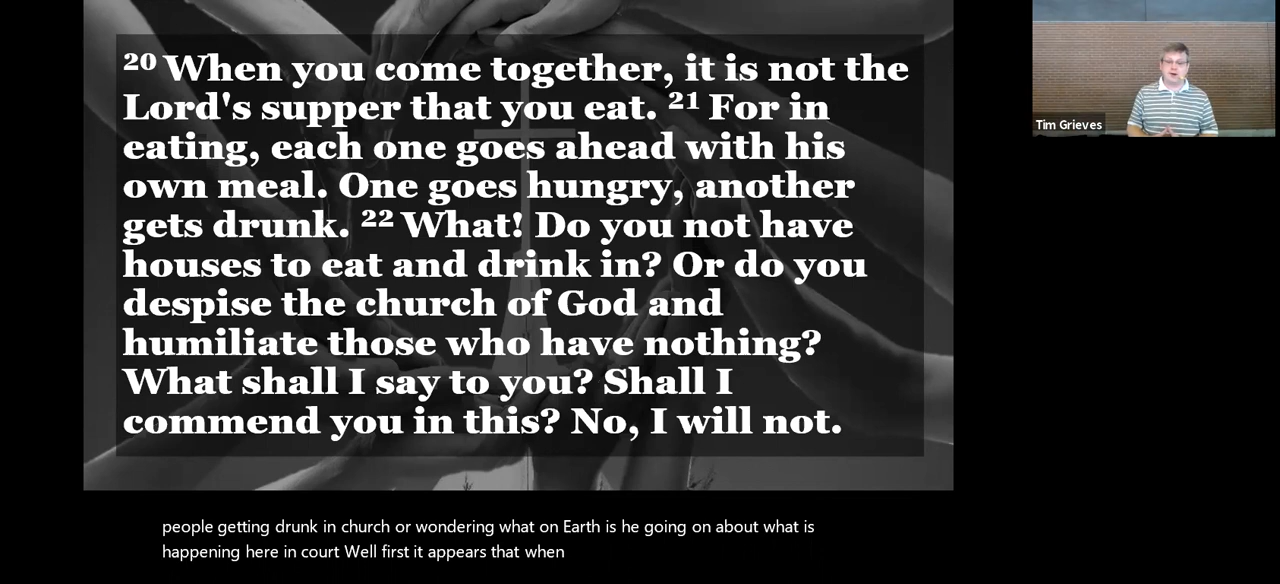 ²⁰ When you come together, it is not the
Lord's supper that you eat. ²¹ For in
eating, each one goes ahead with his
own meal. One goes hungry, another
gets drunk. ²² What! Do you not have
houses to eat and drink in? Or do you
despise the church of God and
humiliate those who have nothing?
What shall I say to you? Shall I
commend you in this? No, I will not.
Tim Grieves
people getting drunk in church or wondering what on Earth is he going on about what is
happening here in court Well first it appears that when